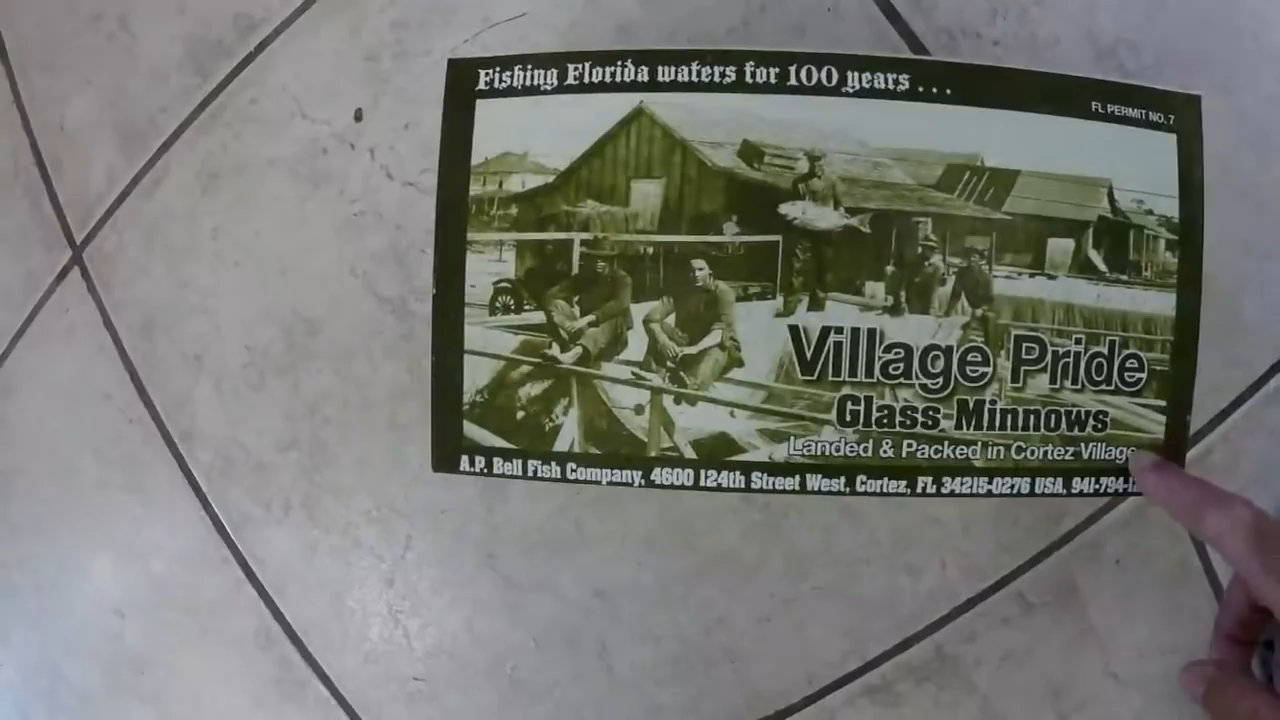 Fishing Florida waters for 100 years . . .
FL PERMIT NO. 7
Village Pride
Glass Minnows
Landed & Packed in Cortez Village
A.P. Bell Fish Company, 4600 124th Street West, Cortez, FL 34215-0276 USA, 941-794-1